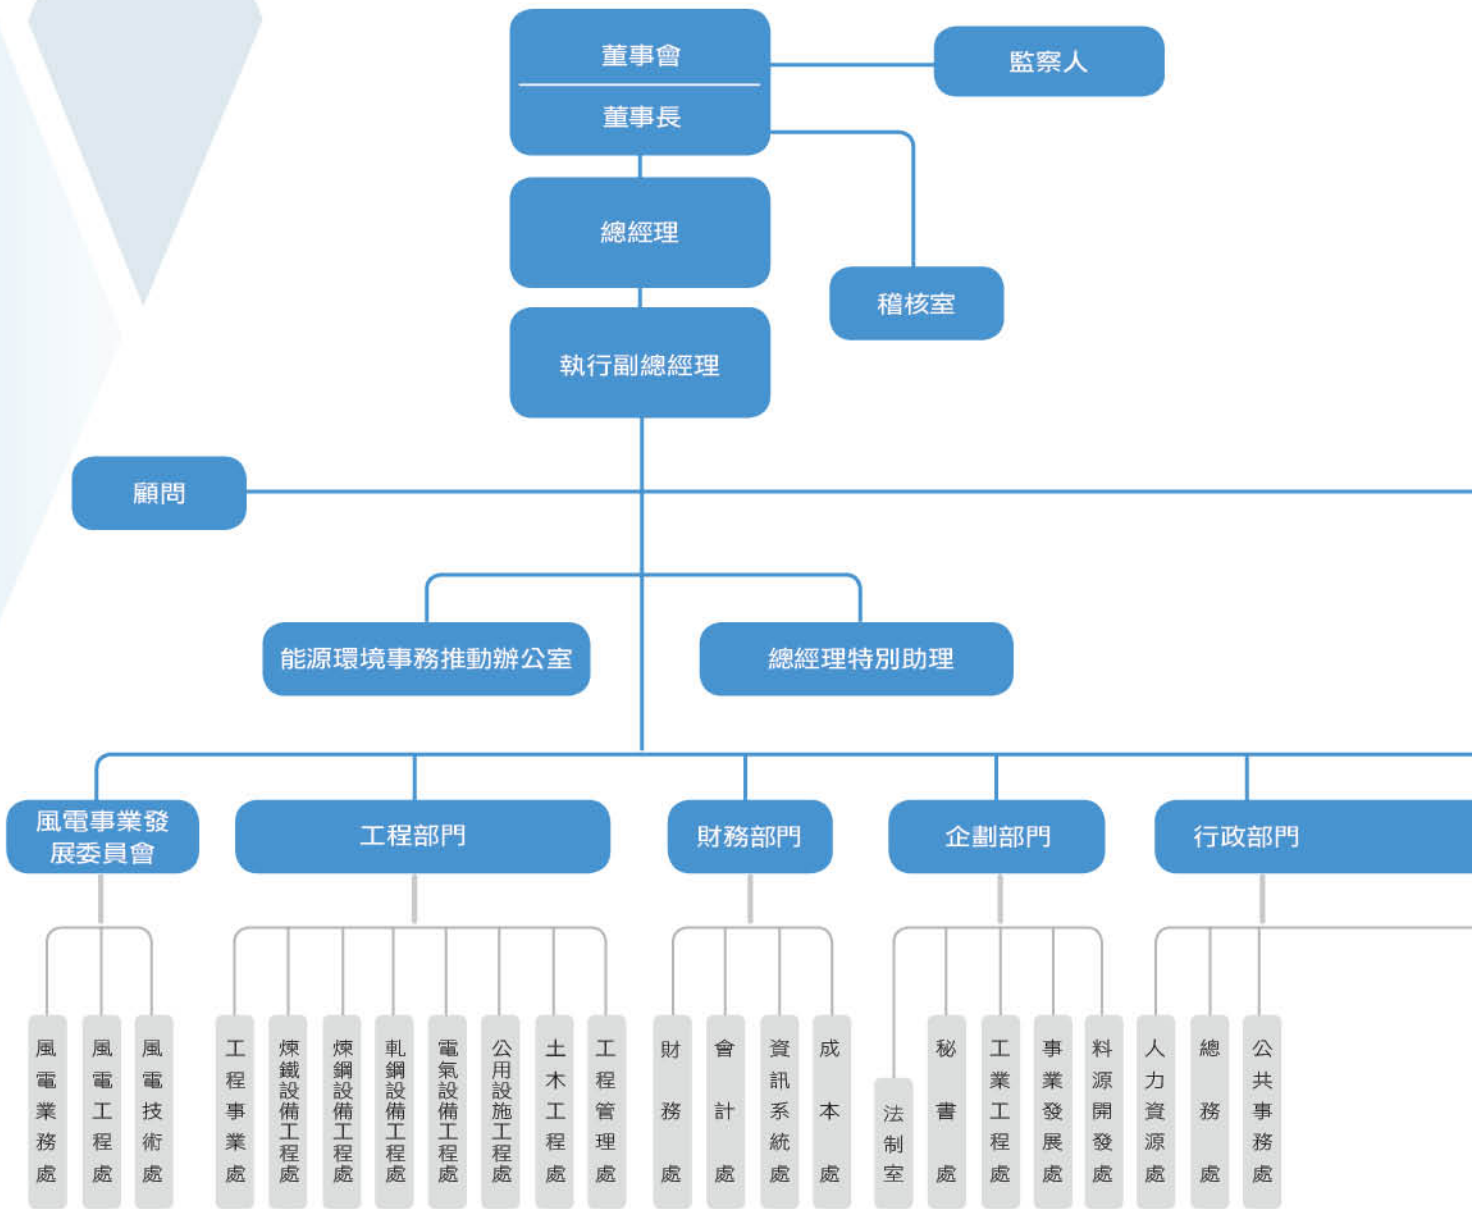 董事會
監察人
董事長
總經理
稽核室
執行副總經理
顧問
能源環境事務推動辦公室
總經理特別助理
風電事業發
展委員會
工程部門
財務部門
企劃部門
行政部門
風電業務處
風電工程處
風電技術處
工程事業處
煉鐵設備工程處
煉鋼設備工程處
軋鋼設備工程處
電氣設備工程處
公用設施工程處
土木工程處
工程管理處
財務處
會計處
資訊系統處
成本處
法制室
秘書處
工業工程處
事業發展處
料源開發處
人力資源處
總務處
公共事務處